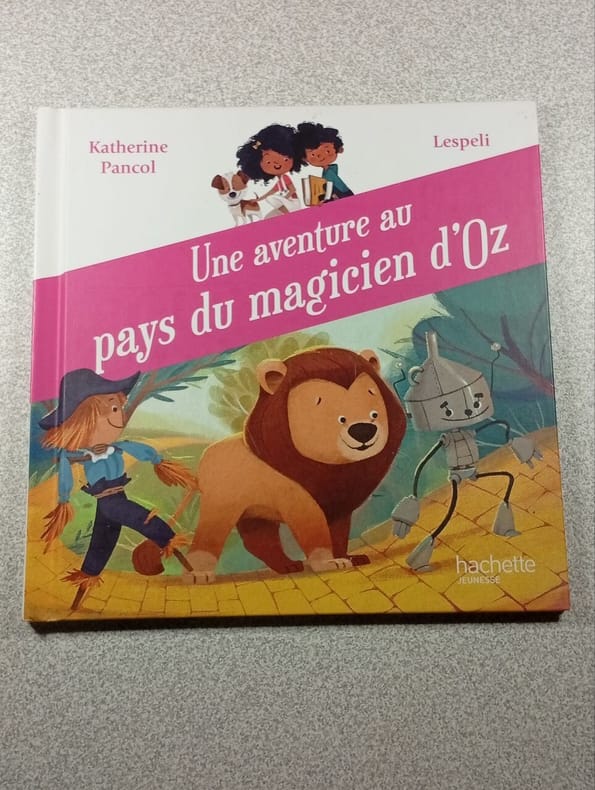 Katherine
Pancol
Lespeli
Une aventure au
pays du magicien d'Oz
hachette
JEUNESSE